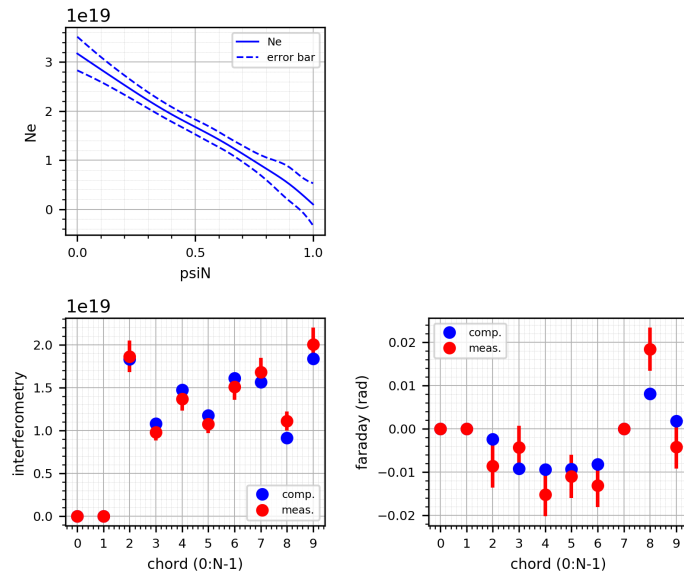 1e19
Ne
error bar
3
2
1
0
Ne
0.0 0.5 1.0
psiN
1e19
2.0
1.5
1.0
0.5
0.0
interferometry
comp.
meas.
0 1 2 3 4 5 6 7 8 9
chord (0:N-1)
comp.
meas.
0.02
0.01
0.00
−0.01
−0.02
faraday (rad)
0 1 2 3 4 5 6 7 8 9
chord (0:N-1)